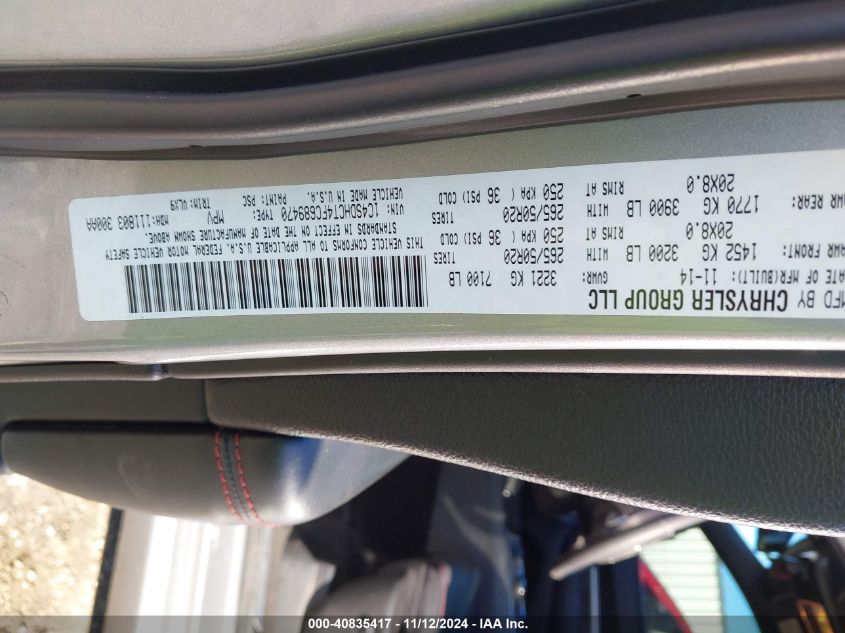 MFD BY CHRYSLER GROUP LLC
DATE OF MFR(BUILT): 11-14 GVWR: 3221 KG 7100 LB
AWR FRONT: 1452 KG 3200 LB WITH 265/50R20 TIRES
20X8.0 RIMS AT 250 KPA ( 36 PSI) COLD
AWR REAR: 1770 KG 3900 LB WITH 265/50R20 TIRES
20X8.0 RIMS AT 250 KPA ( 36 PSI) COLD
THIS VEHICLE CONFORMS TO ALL APPLICABLE U.S.A. FEDERAL MOTOR VEHICLE SAFETY
STANDARDS IN EFFECT ON THE DATE OF MANUFACTURE SHOWN ABOVE.
VIN: 1C4SDHCT4FC689470 TYPE: MPV MDH:111803 300AA
VEHICLE MADE IN U.S.A. PAINT: PSC TRIM: VLX9
000-40835417 - 11/12/2024 - IAA Inc.